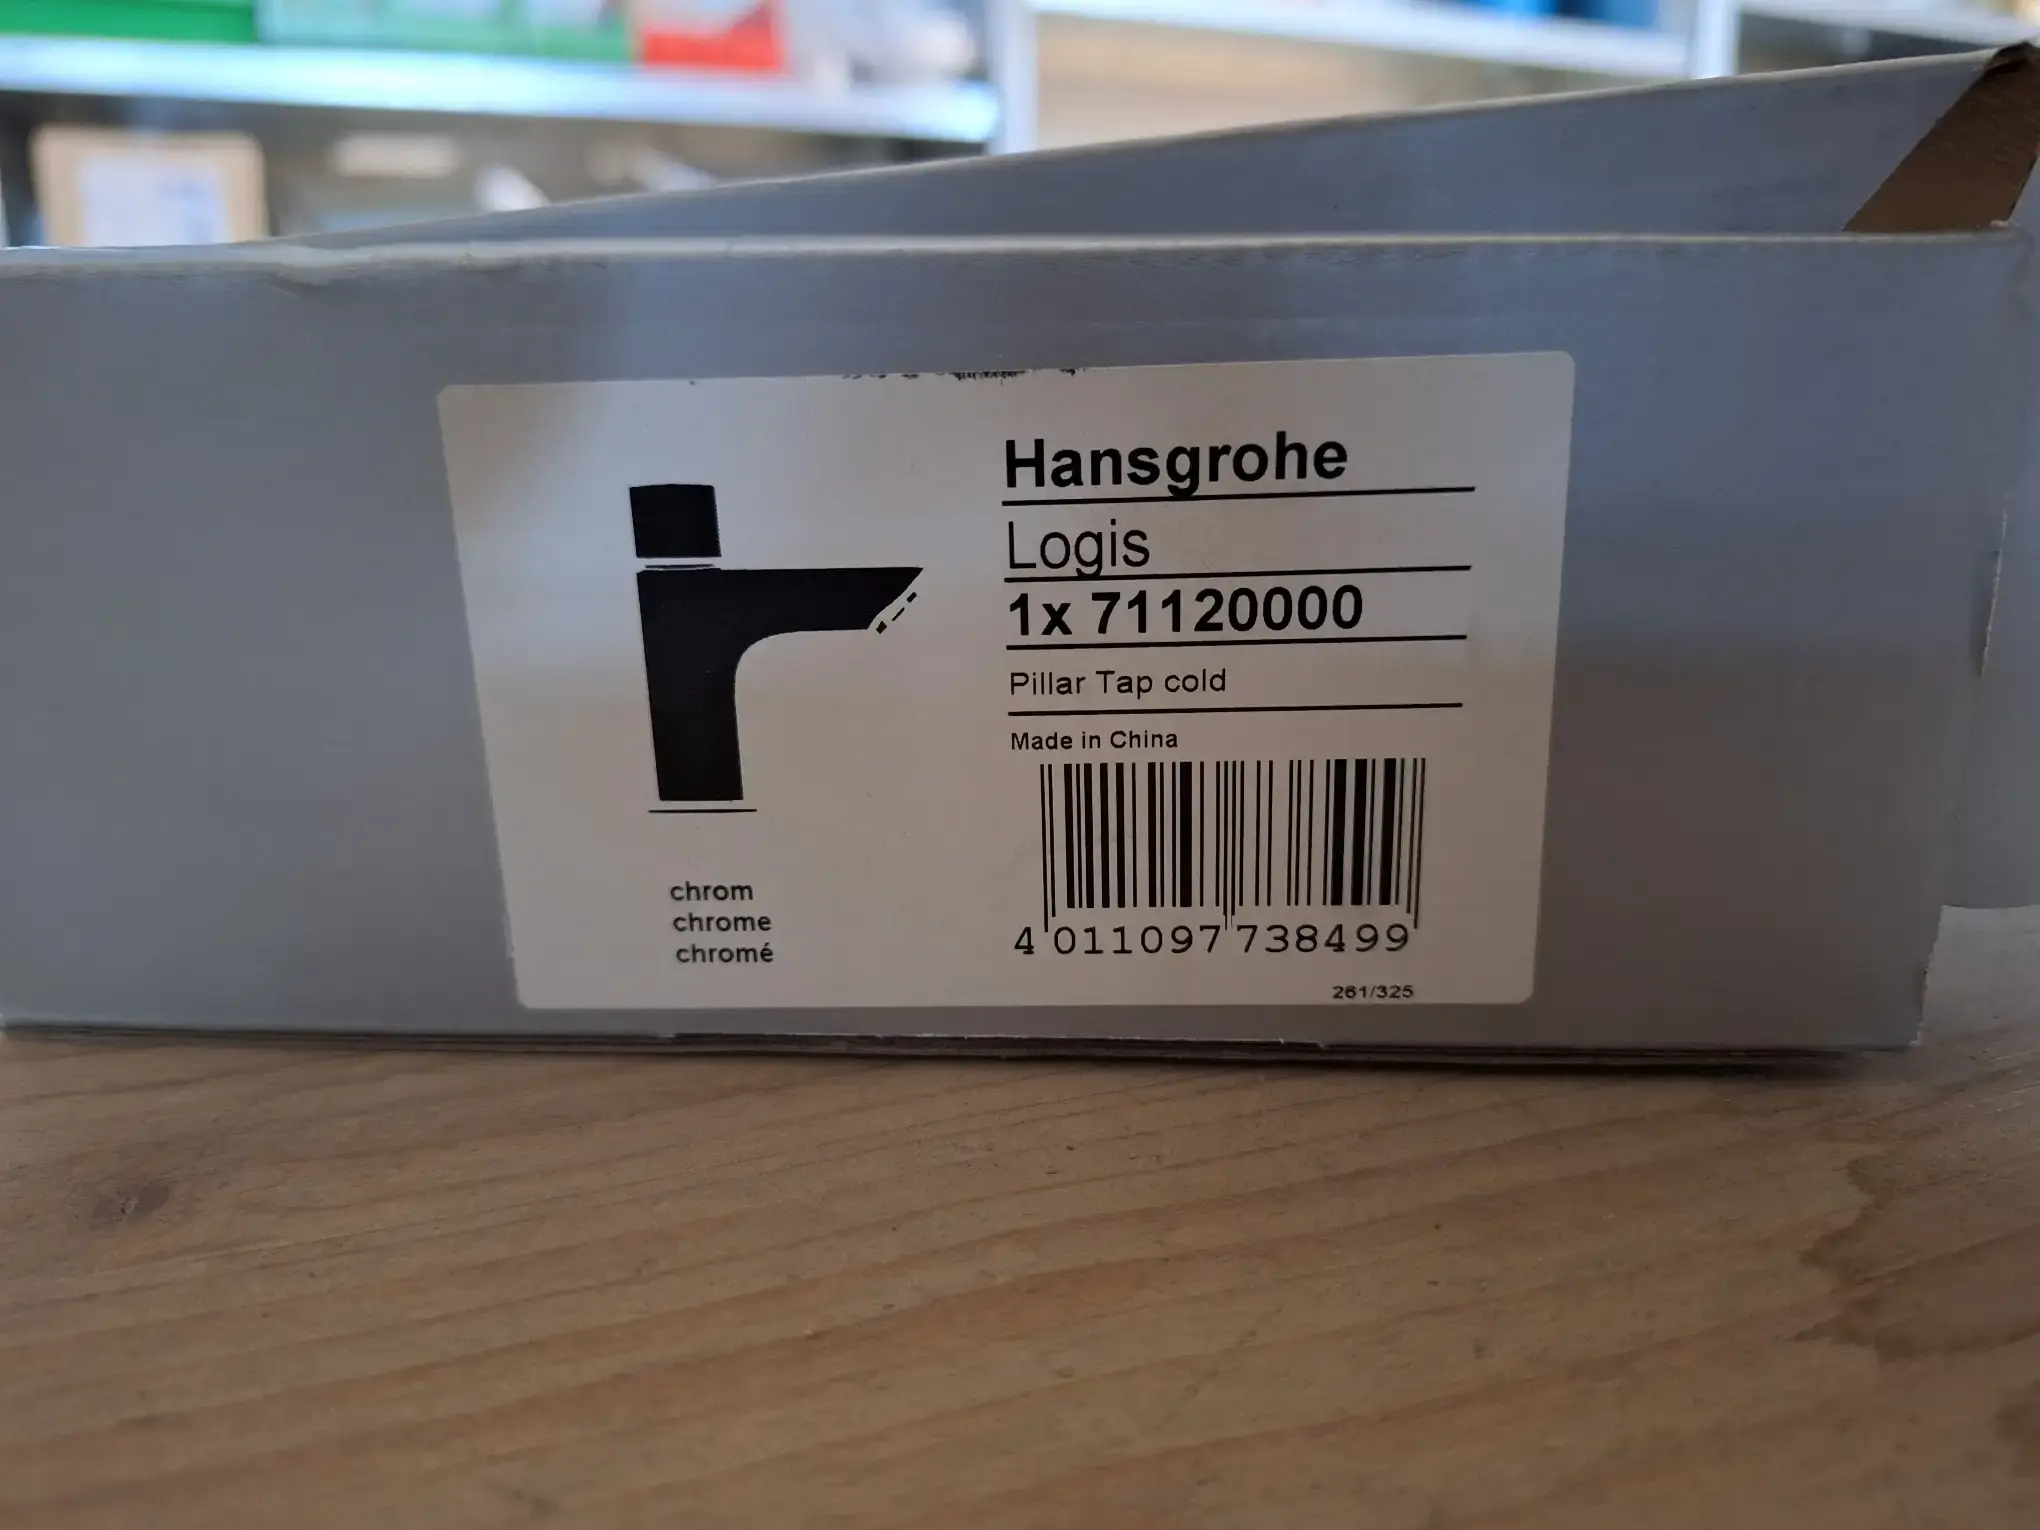 Hansgrohe
Logis
1x 71120000
Pillar Tap cold
Made in China
4 011097 738499
261/325
chrom
chrome
chromé